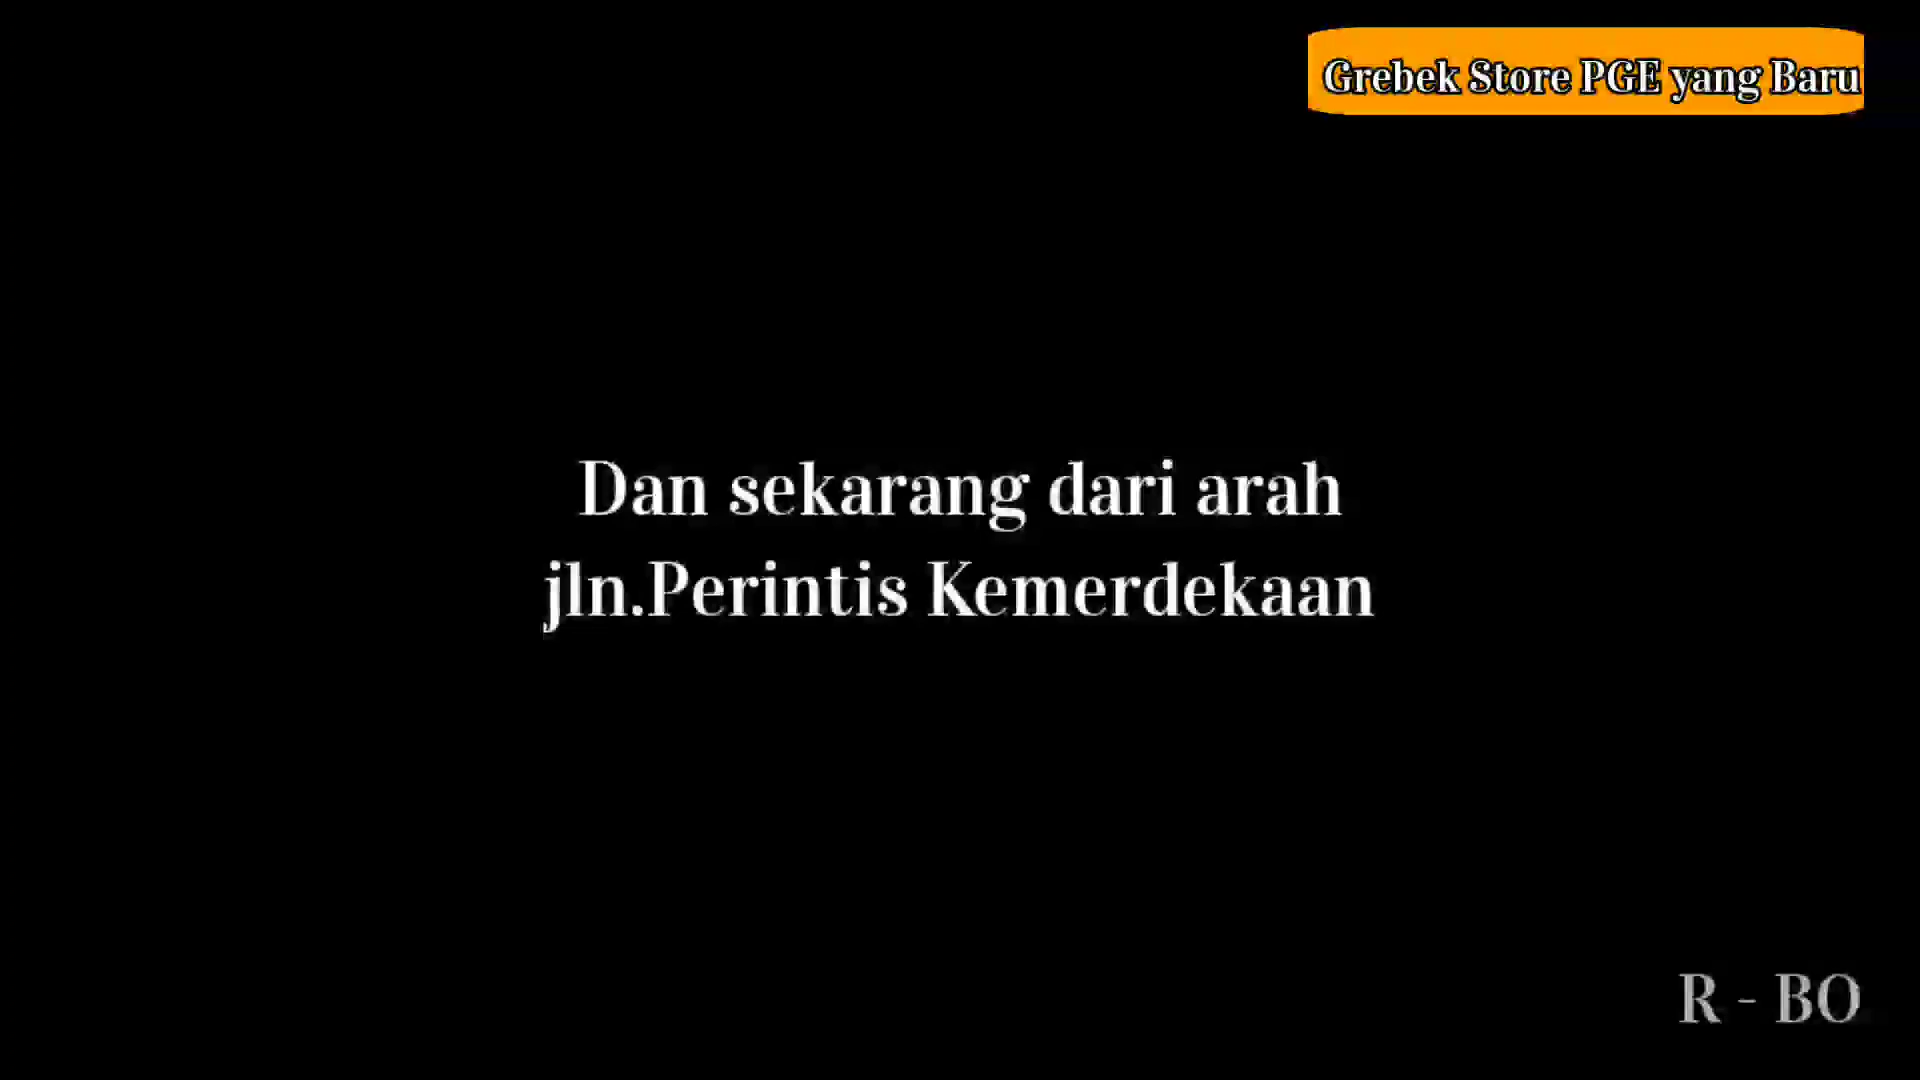 Grebek Store PGE yang Baru
Dan sekarang dari arah
jln.Perintis Kemerdekaan
R - BO